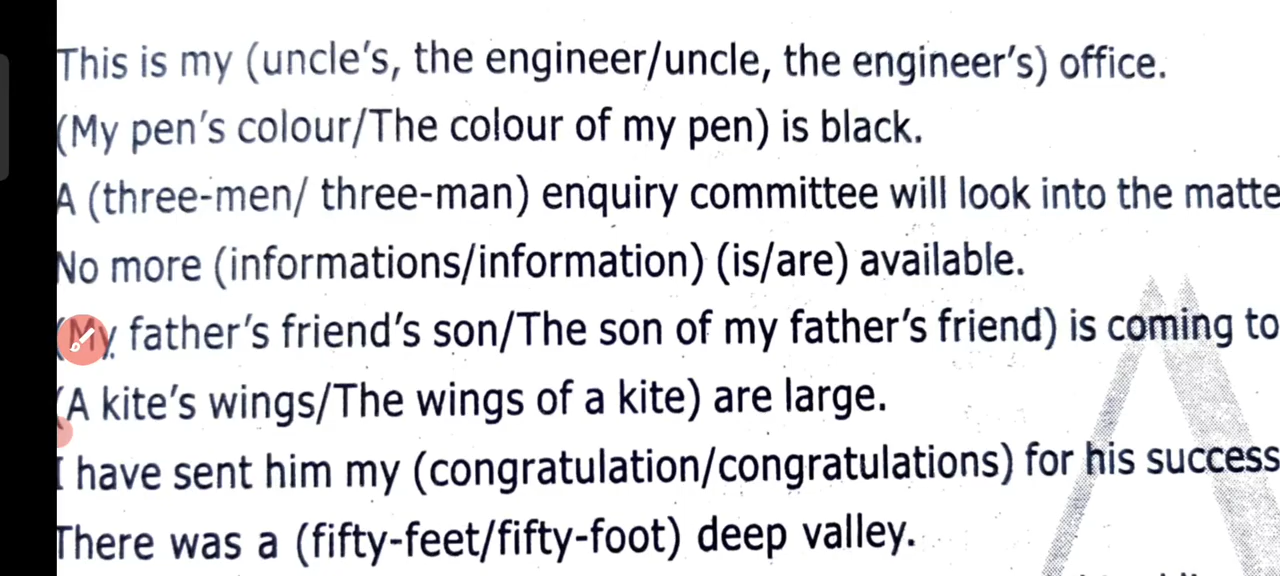 This is my (uncle's, the engineer/uncle, the engineer's) office.
(My pen's colour/The colour of my pen) is black.
A (three-men/ three-man) enquiry committee will look into the matte
No more (informations/information) (is/are) available.
(My father's friend's son/The son of my father's friend) is coming to
(A kite's wings/The wings of a kite) are large.
I have sent him my (congratulation/congratulations) for his success
There was a (fifty-feet/fifty-foot) deep valley.